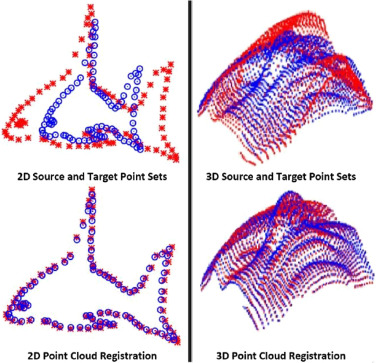 2D Source and Target Point Sets
3D Source and Target Point Sets
2D Point Cloud Registration
3D Point Cloud Registration